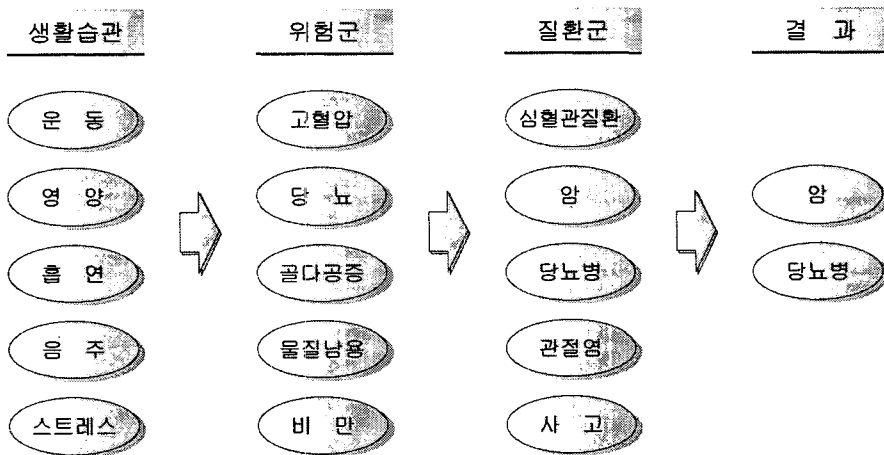 생활습관 위험군 질환군 결 과
운 동 고혈압 심혈관질환
영 양 당 뇨 암 암
흡 연 골다공증 당뇨병 당뇨병
음 주 물질남용 관절염
스트레스 비 만 사 고